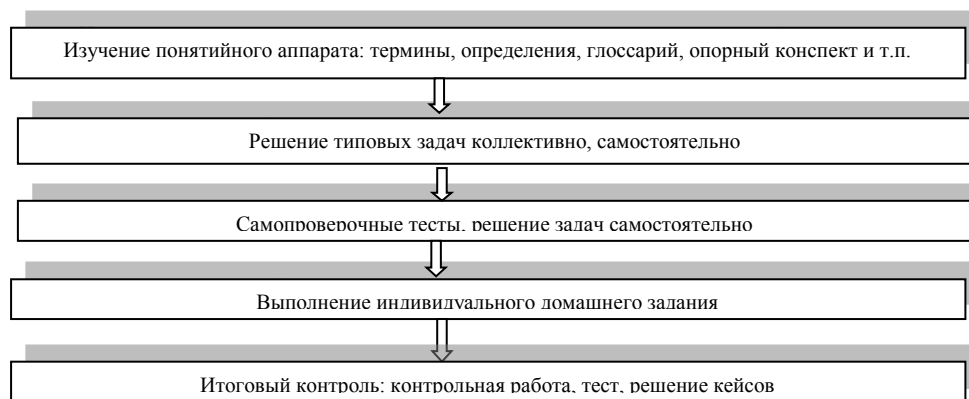 Изучение понятийного аппарата: термины, определения, глоссарий, опорный конспект и т.п.
Решение типовых задач коллективно, самостоятельно
Самопроверочные тесты, решение задач самостоятельно
Выполнение индивидуального домашнего задания
Итоговый контроль: контрольная работа, тест, решение кейсов